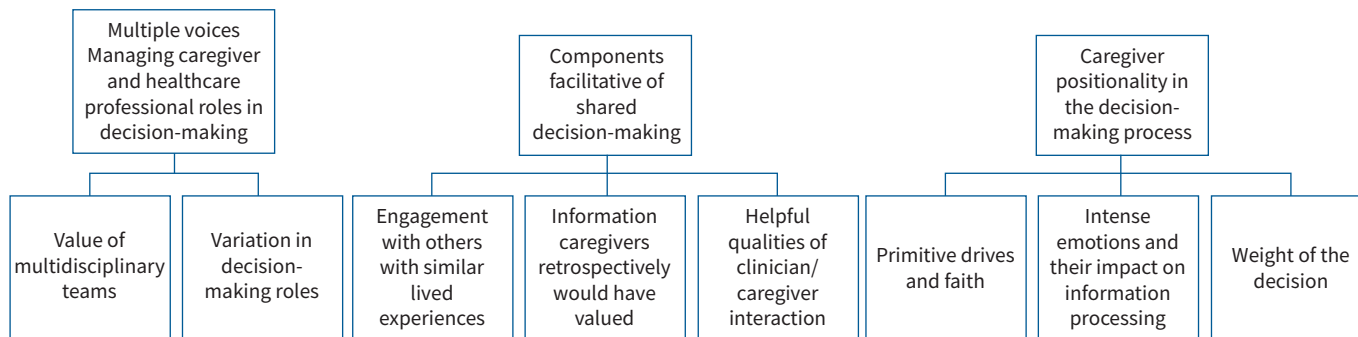 Multiple voices
Managing caregiver
and healthcare
professional roles in
decision-making
Components
facilitative of
shared
decision-making
Caregiver
positionality in
the decision-
making process
Value of
multidisciplinary
teams
Variation in
decision-
making roles
Engagement
with others
with similar
lived
experiences
Information
caregivers
retrospectively
would have
valued
Helpful
qualities of
clinician/
caregiver
interaction
Primitive drives
and faith
Intense
emotions and
their impact on
information
processing
Weight of the
decision